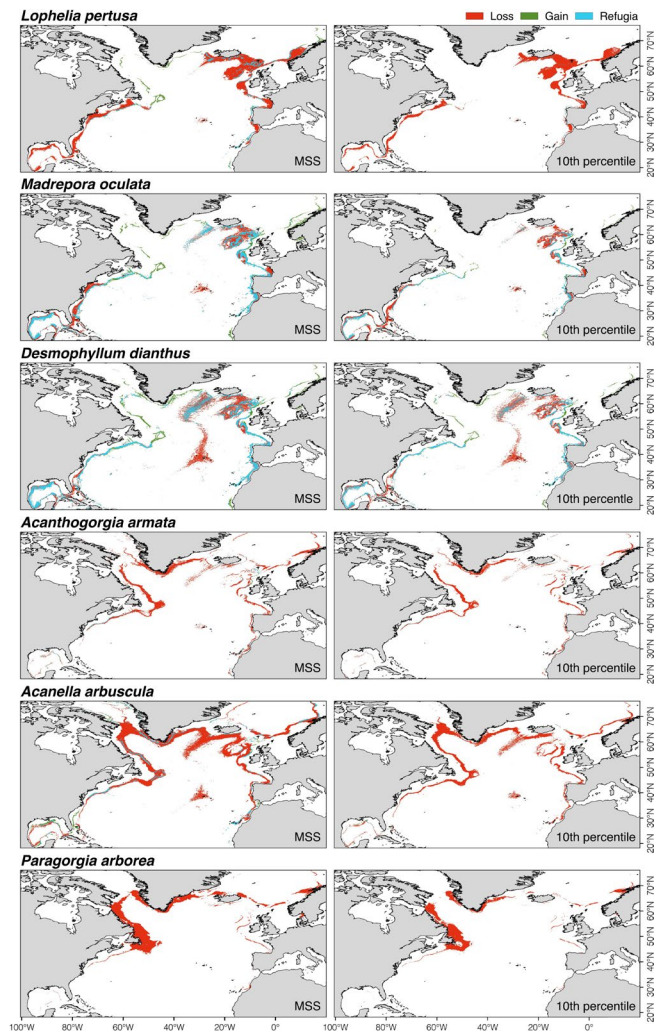 Lophelia pertusa
Loss Gain Refugia
MSS
10th percentile
70°N
60°N
50°N
40°N
30°N
20°N
Madrepora oculata
MSS
10th percentile
70°N
60°N
50°N
40°N
30°N
20°N
Desmophyllum dianthus
MSS
10th percentile
70°N
60°N
50°N
40°N
30°N
20°N
Acanthogorgia armata
MSS
10th percentile
70°N
60°N
50°N
40°N
30°N
20°N
Acanella arbuscula
MSS
10th percentile
70°N
60°N
50°N
40°N
30°N
20°N
Paragorgia arborea
MSS
10th percentile
70°N
60°N
50°N
40°N
30°N
20°N
100°W 80°W 60°W 40°W 20°W 0° 100°W 80°W 60°W 40°W 20°W 0°